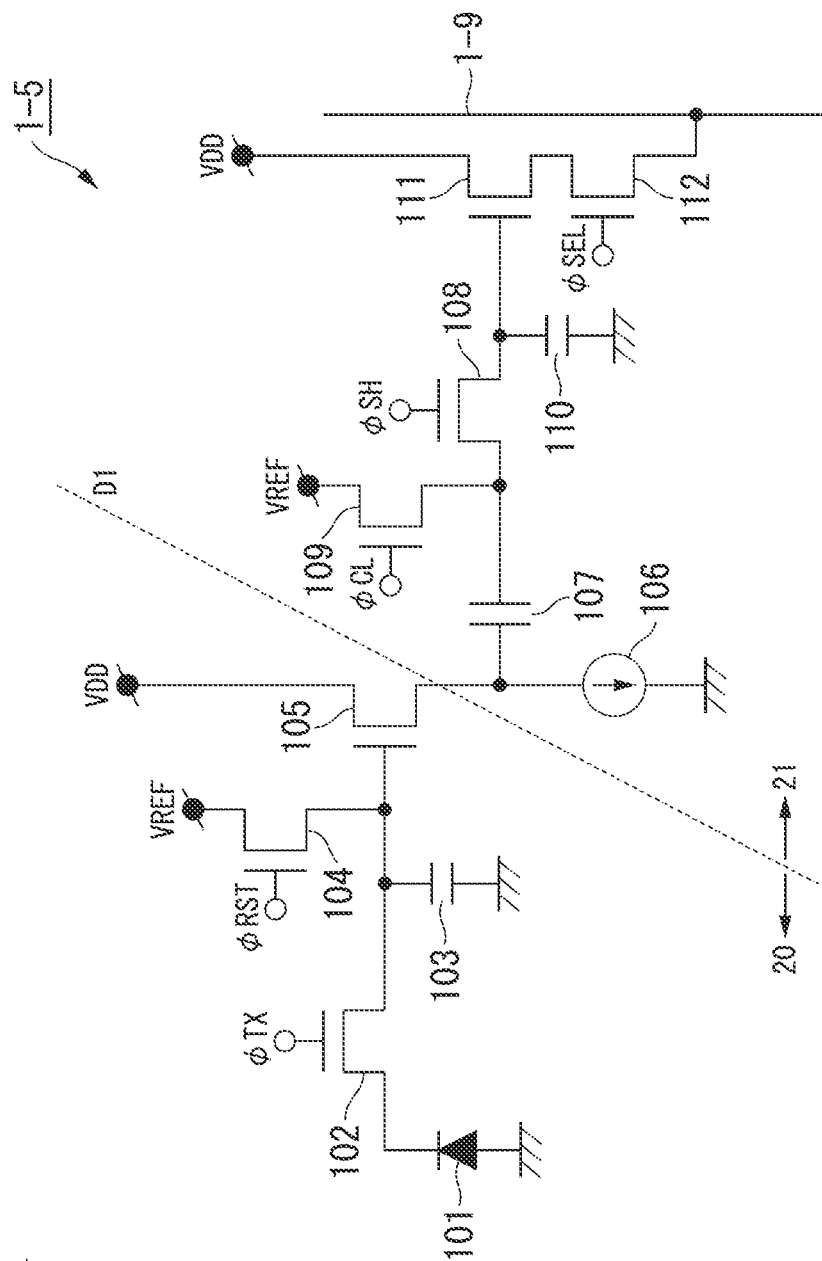 1-5
VDD
1-9
111
112
φSEL
108
φSH
110
VREF
109
φCL
D1
107
106
VDD
105
VREF
φRST
104
103
φTX
102
101
20
21